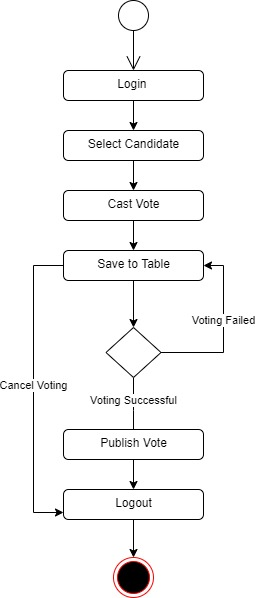 Login
Select Candidate
Cast Vote
Save to Table
Voting Failed
Cancel Voting
Voting Successful
Publish Vote
Logout